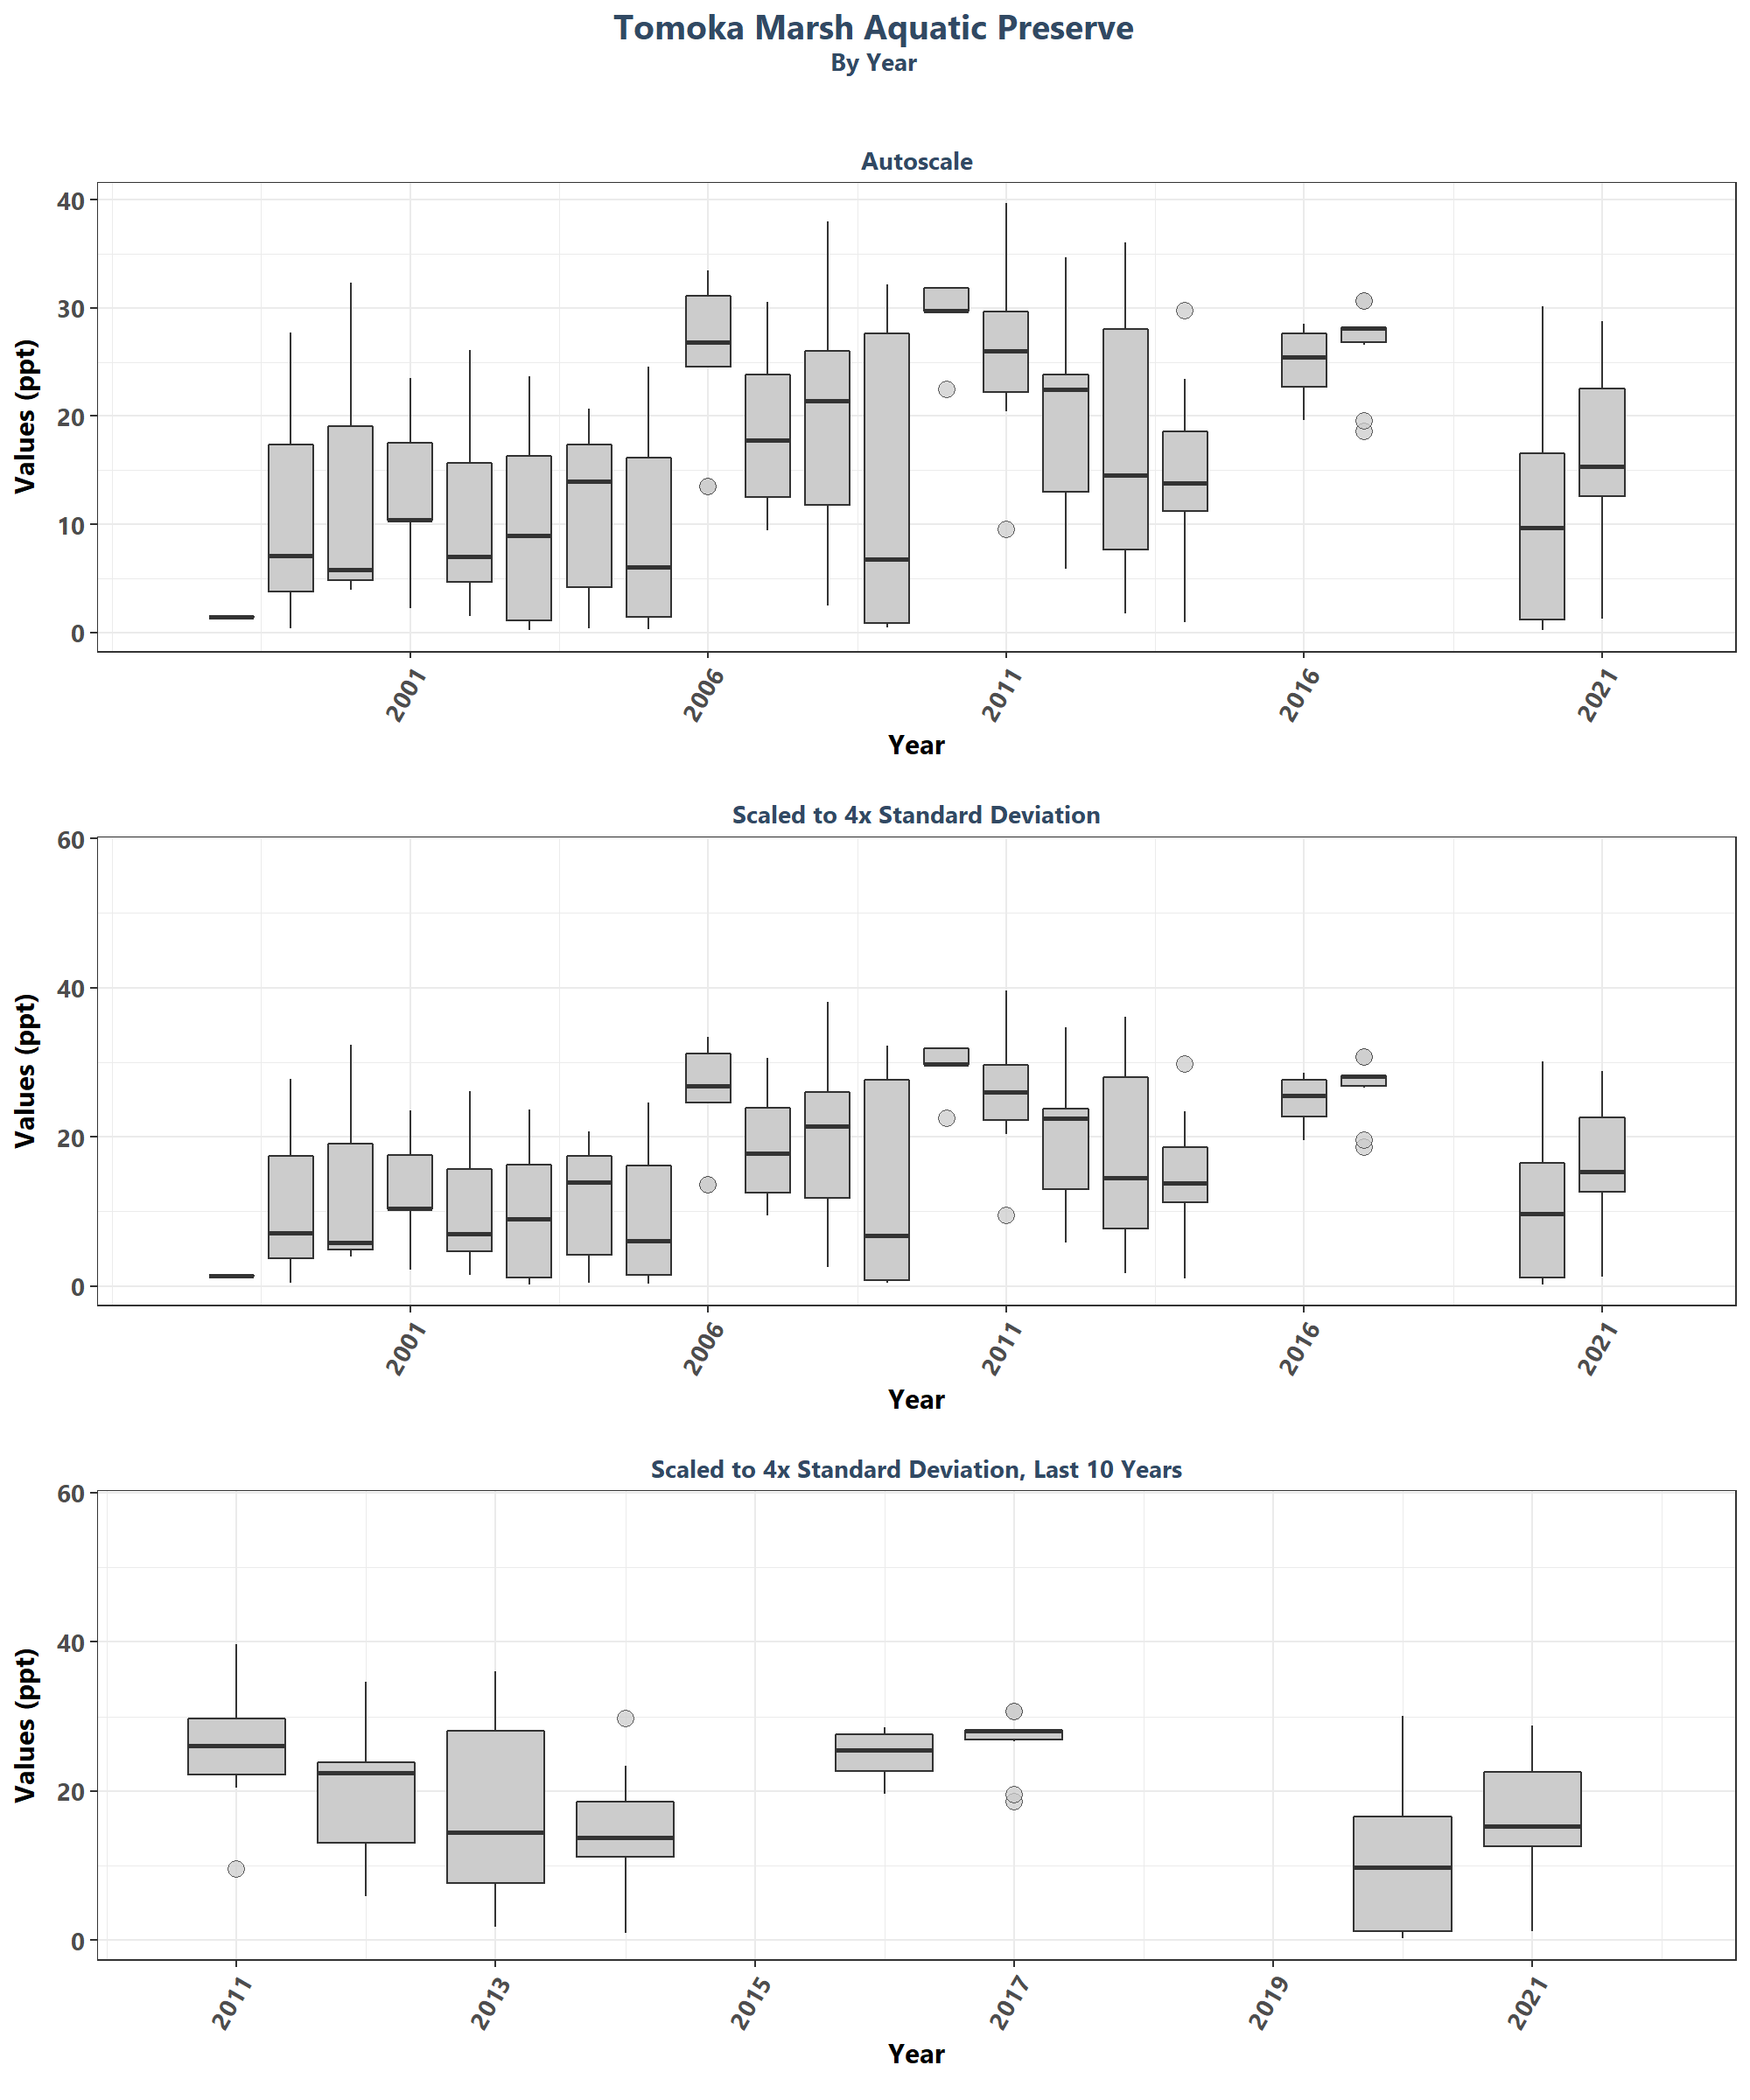 Tomoka Marsh Aquatic Preserve
By Year
Autoscale
Values (ppt)
40
30
20
10
0
2001
2006
2011
2016
2021
Year
Scaled to 4x Standard Deviation
Values (ppt)
60
40
20
0
2001
2006
2011
2016
2021
Year
Scaled to 4x Standard Deviation, Last 10 Years
Values (ppt)
60
40
20
0
2011
2013
2015
2017
2019
2021
Year